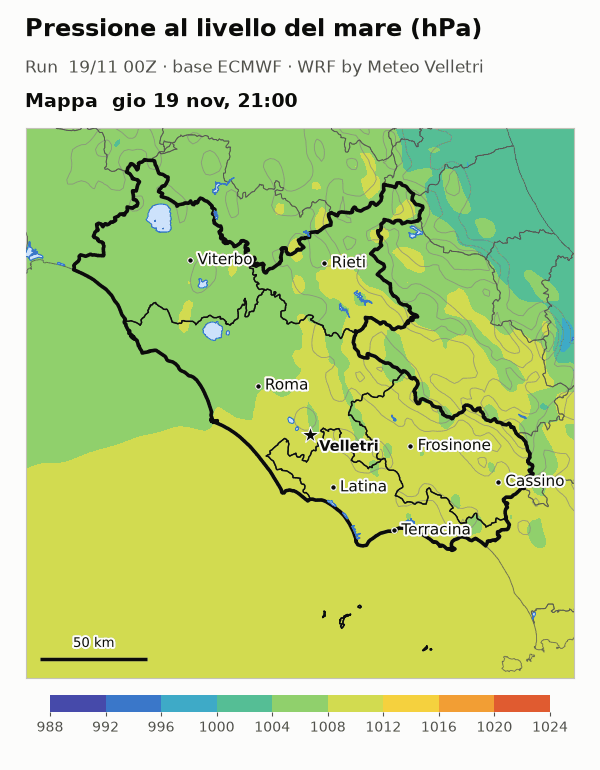 Pressione al livello del mare (hPa)
Run  19/11 00Z · base ECMWF · WRF by Meteo Velletri
Mappa  gio 19 nov, 21:00
Viterbo
Rieti
Roma
Velletri
Frosinone
Cassino
Latina
Terracina
50 km
988 992 996 1000 1004 1008 1012 1016 1020 1024